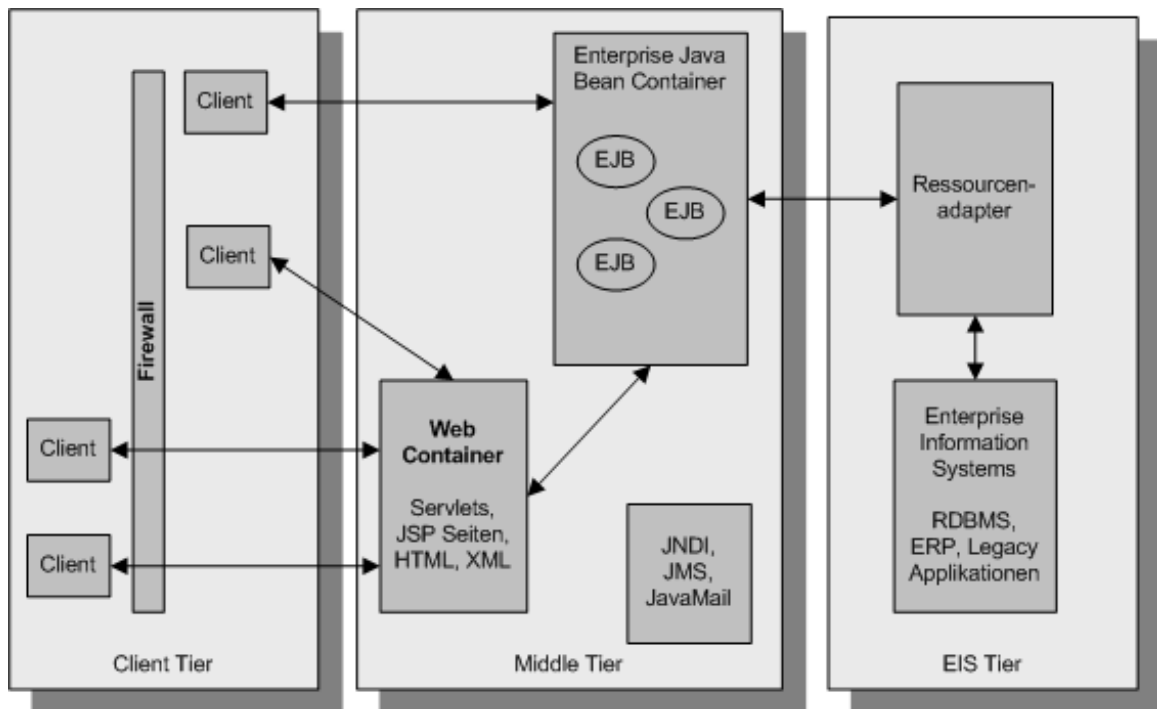 Client
Client
Firewall
Client
Client
Client Tier
Enterprise Java
Bean Container
EJB
EJB
EJB
Web
Container
Servlets,
JSP Seiten,
HTML, XML
JNDI,
JMS,
JavaMail
Middle Tier
Ressourcen-
adapter
Enterprise
Information
Systems
RDBMS,
ERP, Legacy
Applikationen
EIS Tier